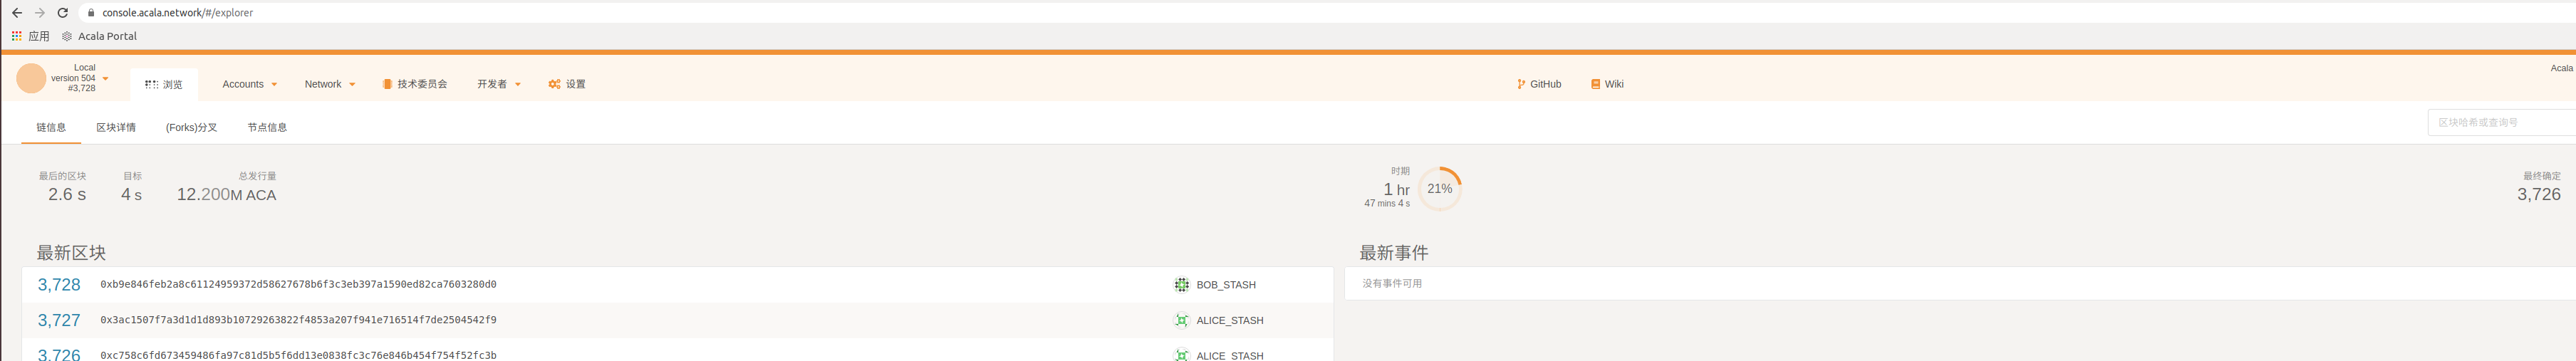 console.acala.network/#/explorer
应用 Acala Portal
Local
version 504
#3,728
浏览 Accounts Network 技术委员会 开发者 设置 GitHub Wiki
Acala
链信息 区块详情 (Forks)分叉 节点信息 区块哈希或查询号
最后的区块 目标 总发行量 时期 最终确定
2.6 s 4 s 12.200M ACA 1 hr 21% 3,726
47 mins 4 s
最新区块 最新事件
3,728 0xb9e846feb2a8c61124959372d58627678b6f3c3eb397a1590ed82ca7603280d0 BOB_STASH 没有事件可用
3,727 0x3ac1507f7a3d1d1d893b10729263822f4853a207f941e716514f7de2504542f9 ALICE_STASH
3,726 0xc758c6fd673459486fa97c81d5b5f6dd13e0838fc3c76e846b454f754f52fc3b ALICE_STASH